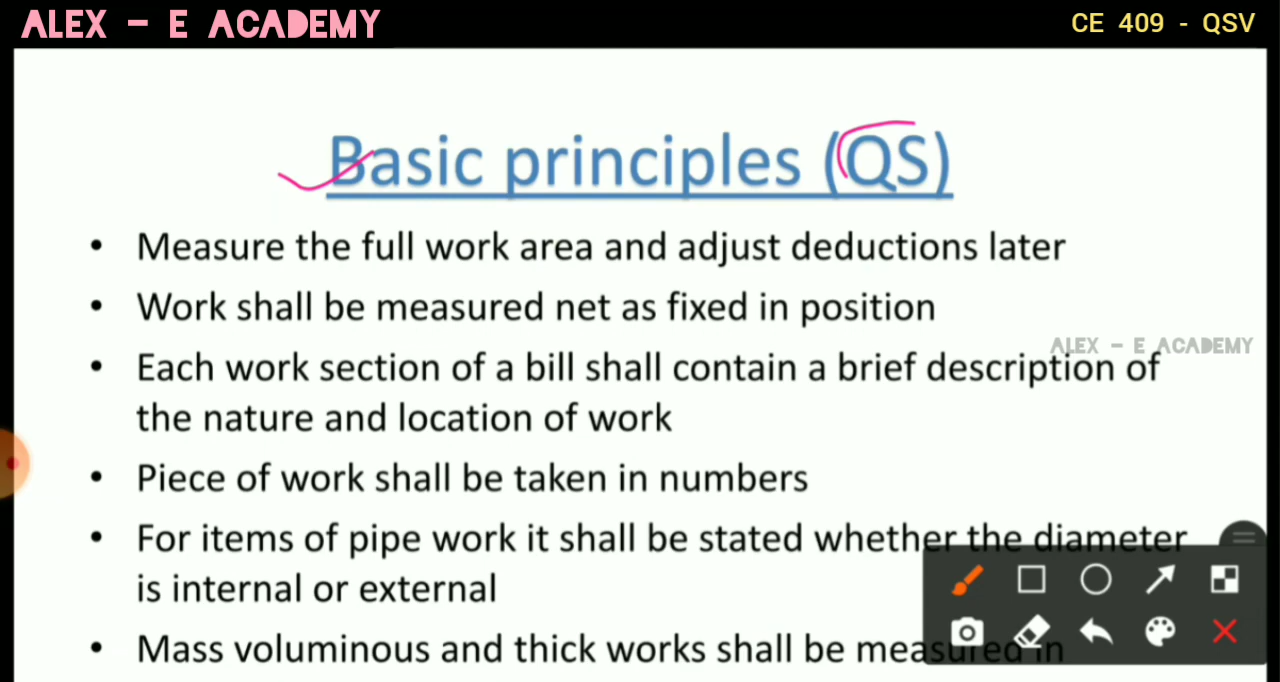 ALEX - E ACADEMY
CE 409 - QSV
Basic principles (QS)
• Measure the full work area and adjust deductions later
• Work shall be measured net as fixed in position
ALEX - E ACADEMY
• Each work section of a bill shall contain a brief description of
the nature and location of work
• Piece of work shall be taken in numbers
• For items of pipe work it shall be stated whether the diameter
is internal or external
• Mass voluminous and thick works shall be measured in